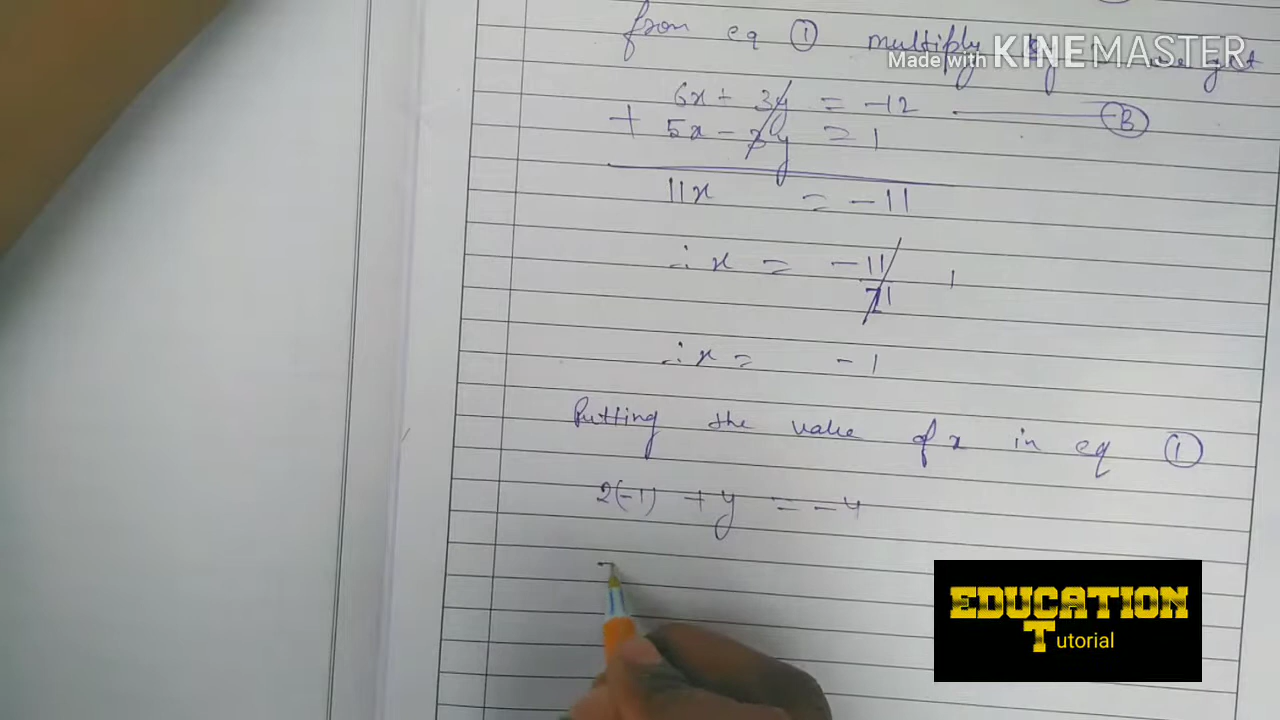 from eq ① multiply by
Made with KINEMASTER
6x + 3y = -12 B
+ 5x - 3y = 1
11x = -11
∴ x = -11/11
∴ x = -1
Putting the value of x in eq ①
2(-1) + y = -4
-
EDUCATION
Tutorial